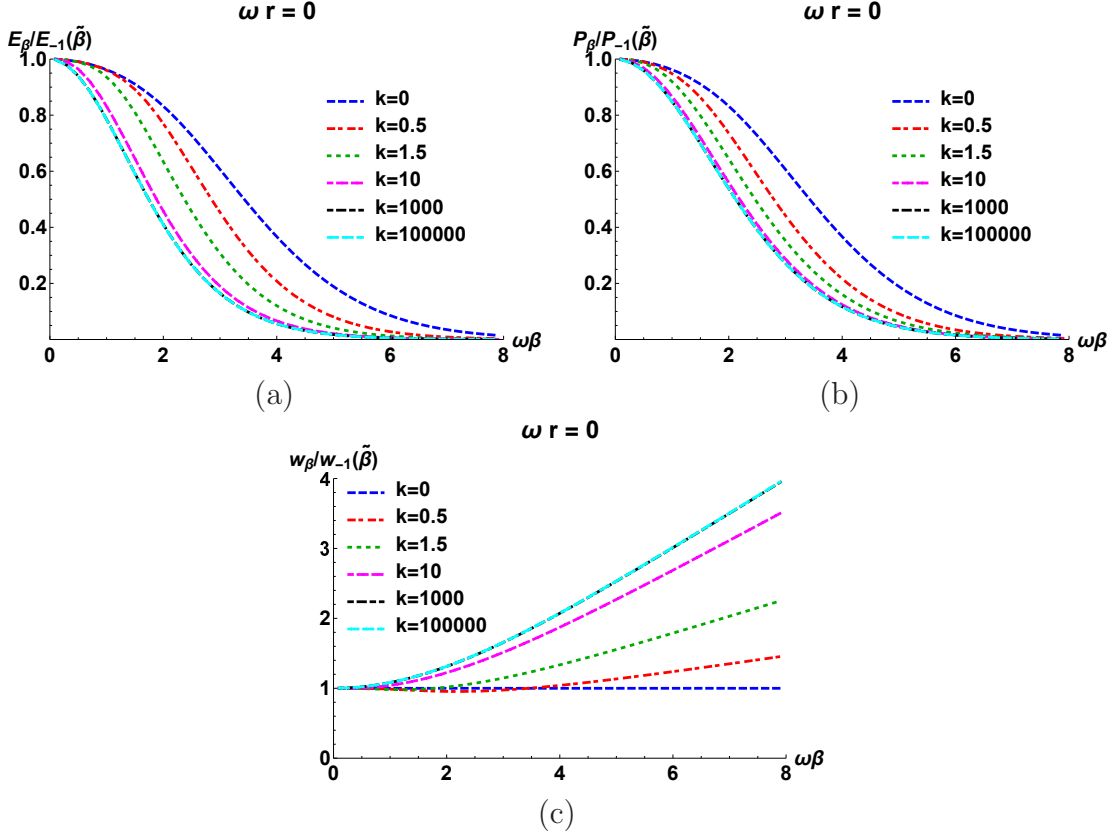 ω r = 0
E_β/E_{−1}(β̃)
1.0
0.8
0.6
0.4
0.2
0 2 4 6 8
ωβ
k=0
k=0.5
k=1.5
k=10
k=1000
k=100000
(a)
ω r = 0
P_β/P_{−1}(β̃)
1.0
0.8
0.6
0.4
0.2
0 2 4 6 8
ωβ
k=0
k=0.5
k=1.5
k=10
k=1000
k=100000
(b)
ω r = 0
w_β/w_{−1}(β̃)
4
3
2
1
0
0 2 4 6 8
ωβ
k=0
k=0.5
k=1.5
k=10
k=1000
k=100000
(c)